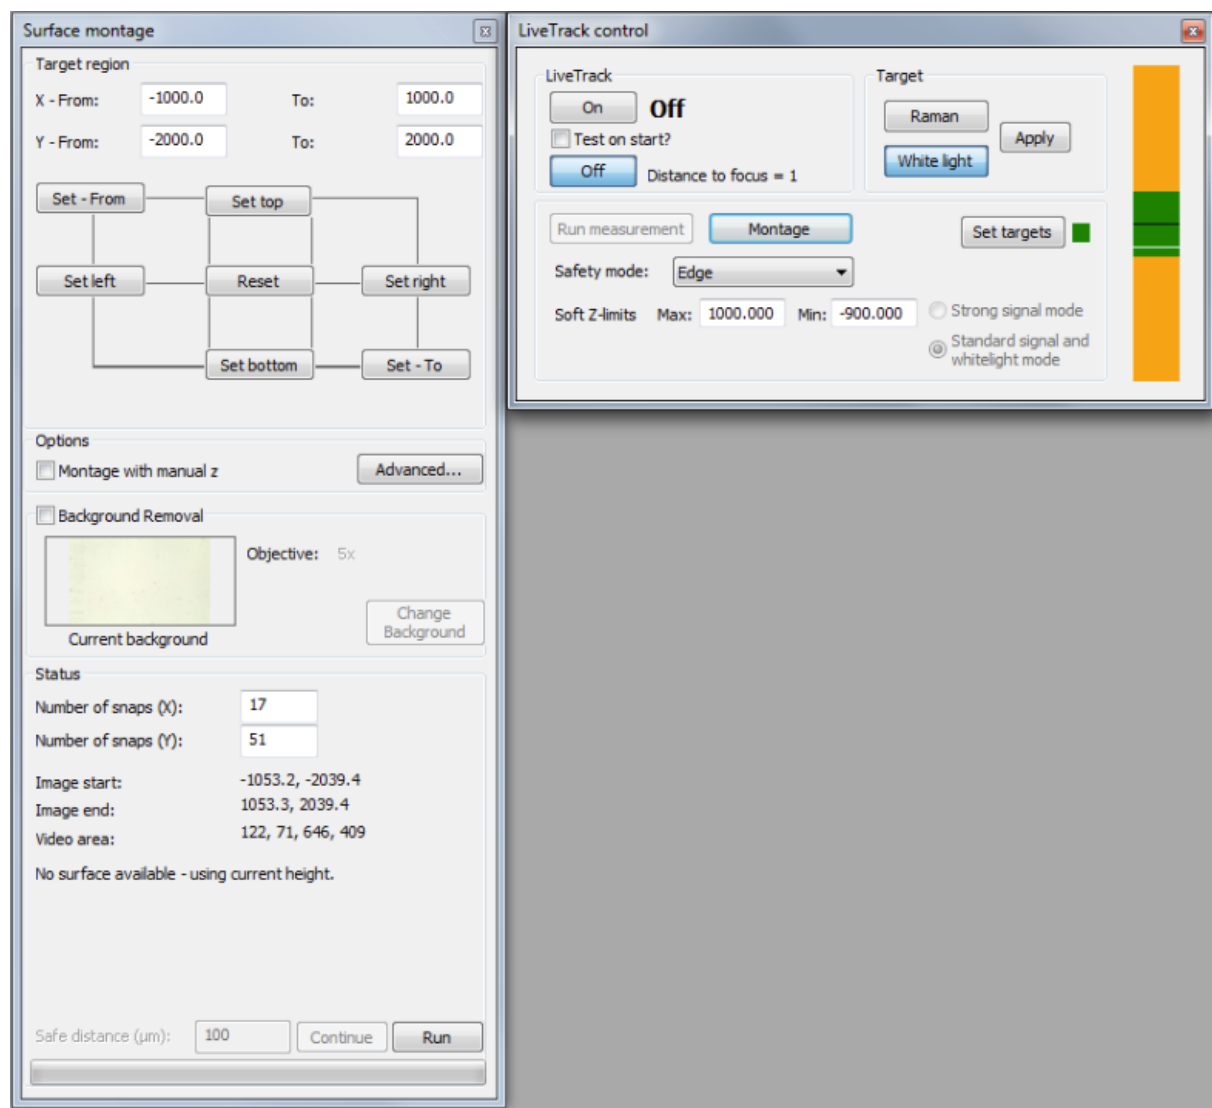 Surface montage
Target region
X - From: -1000.0 To: 1000.0
Y - From: -2000.0 To: 2000.0
Set - From Set top
Set left Reset Set right
Set bottom Set - To
Options
Montage with manual z Advanced...
Background Removal
Objective: 5x
Change
Background
Current background
Status
Number of snaps (X): 17
Number of snaps (Y): 51
Image start: -1053.2, -2039.4
Image end: 1053.3, 2039.4
Video area: 122, 71, 646, 409
No surface available - using current height.
Safe distance (µm): 100 Continue Run
LiveTrack control
LiveTrack
On Off
Test on start?
Off Distance to focus = 1
Target
Raman
White light
Apply
Run measurement Montage Set targets
Safety mode: Edge
Soft Z-limits Max: 1000.000 Min: -900.000
Strong signal mode
Standard signal and
whitelight mode